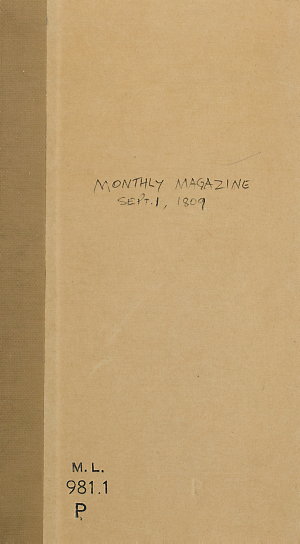 MONTHLY MAGAZINE
SEPT. 1, 1809
M. L.
981.1
P